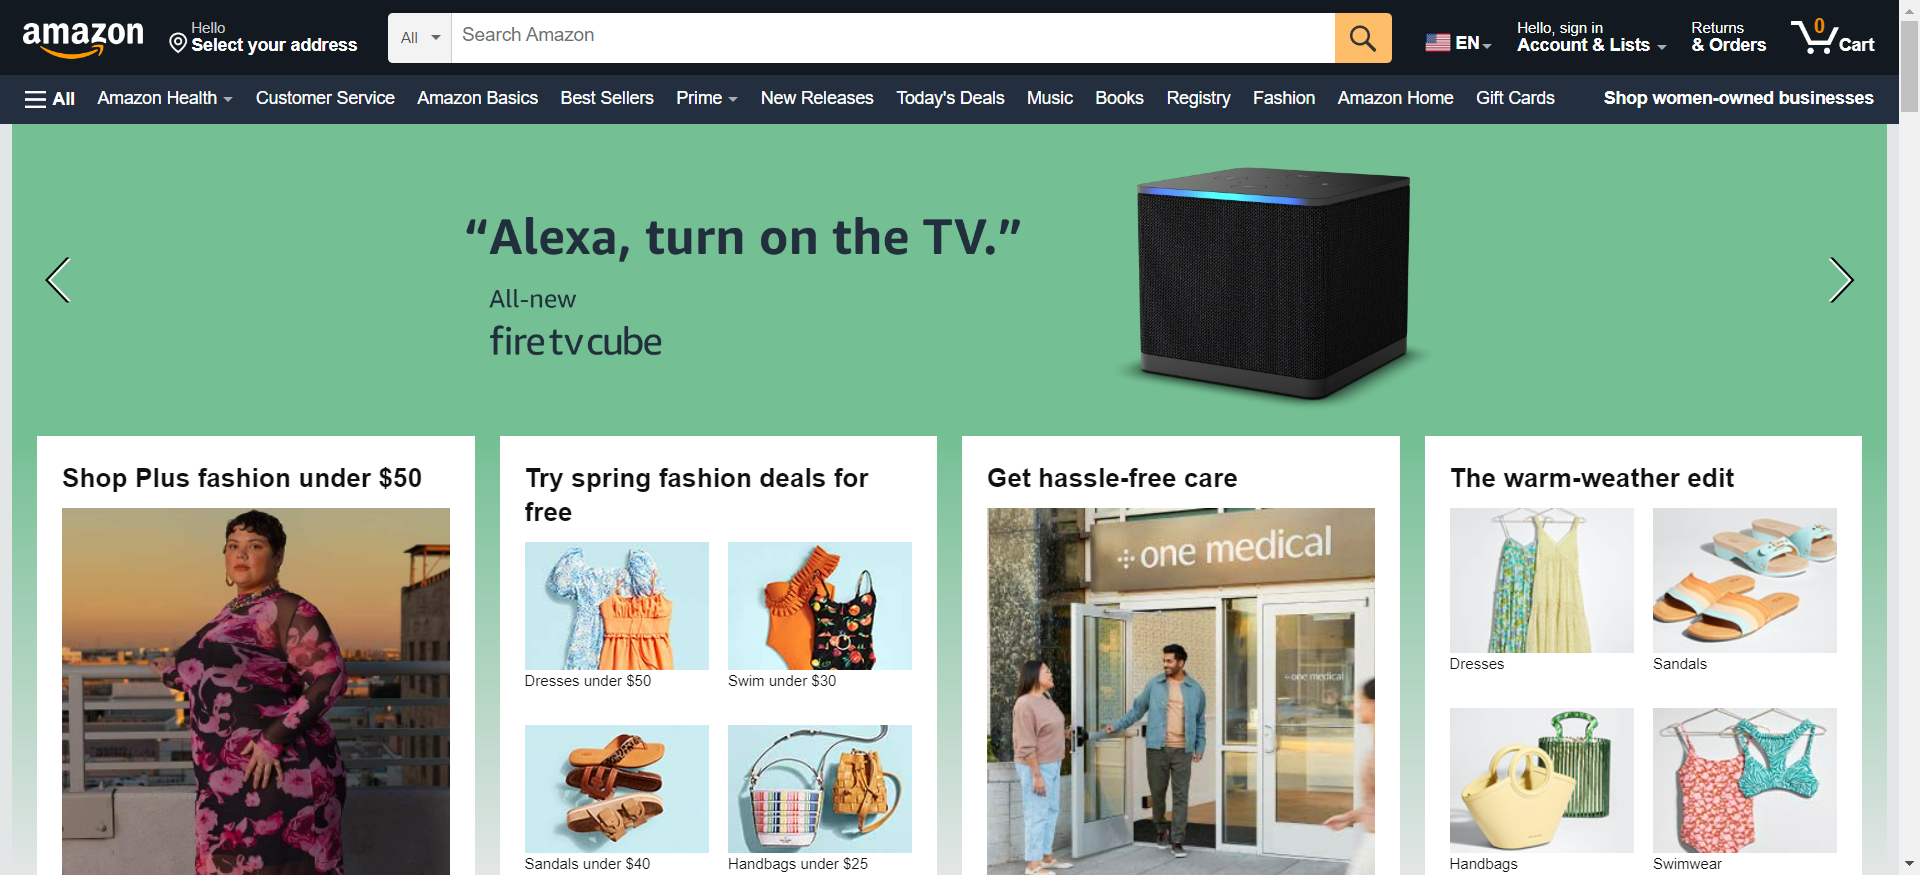 amazon
Hello
Select your address
All
Search Amazon
EN
Hello, sign in
Account & Lists
Returns
& Orders
0
Cart
All
Amazon Health
Customer Service
Amazon Basics
Best Sellers
Prime
New Releases
Today's Deals
Music
Books
Registry
Fashion
Amazon Home
Gift Cards
Shop women-owned businesses
“Alexa, turn on the TV.”
All-new
fire tv cube
Shop Plus fashion under $50
Try spring fashion deals for
free
Dresses under $50
Swim under $30
Sandals under $40
Handbags under $25
Get hassle-free care
one medical
one medical
The warm-weather edit
Dresses
Sandals
Handbags
Swimwear